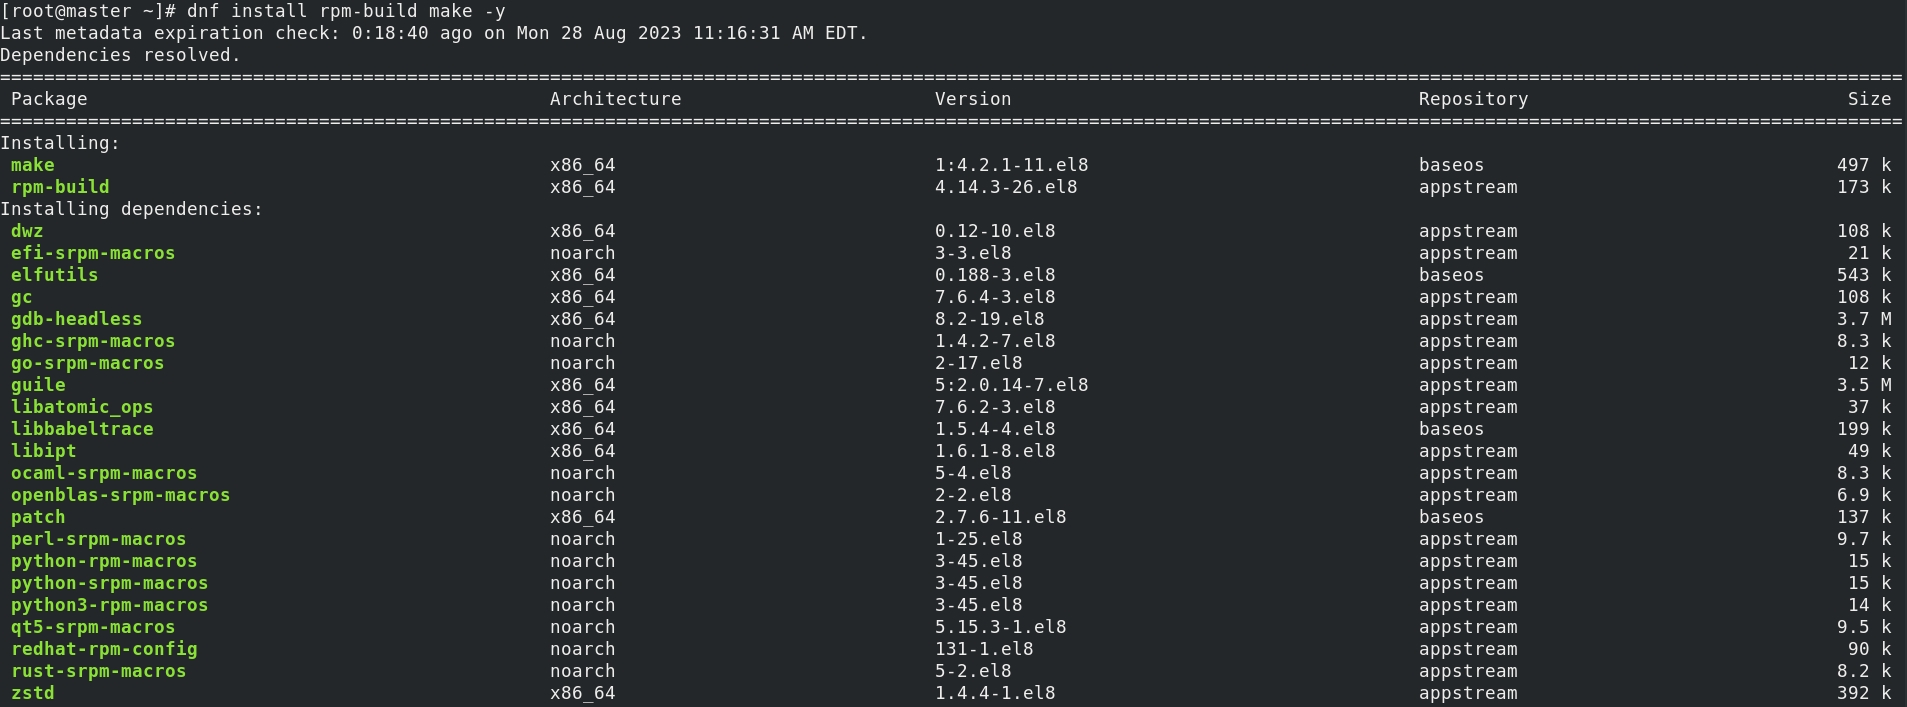 [root@master ~]# dnf install rpm-build make -y
Last metadata expiration check: 0:18:40 ago on Mon 28 Aug 2023 11:16:31 AM EDT.
Dependencies resolved.
=============================================================================================================================================================================
Package Architecture Version Repository Size
=============================================================================================================================================================================
Installing:
make x86_64 1:4.2.1-11.el8 baseos 497 k
rpm-build x86_64 4.14.3-26.el8 appstream 173 k
Installing dependencies:
dwz x86_64 0.12-10.el8 appstream 108 k
efi-srpm-macros noarch 3-3.el8 appstream 21 k
elfutils x86_64 0.188-3.el8 baseos 543 k
gc x86_64 7.6.4-3.el8 appstream 108 k
gdb-headless x86_64 8.2-19.el8 appstream 3.7 M
ghc-srpm-macros noarch 1.4.2-7.el8 appstream 8.3 k
go-srpm-macros noarch 2-17.el8 appstream 12 k
guile x86_64 5:2.0.14-7.el8 appstream 3.5 M
libatomic_ops x86_64 7.6.2-3.el8 appstream 37 k
libbabeltrace x86_64 1.5.4-4.el8 baseos 199 k
libipt x86_64 1.6.1-8.el8 appstream 49 k
ocaml-srpm-macros noarch 5-4.el8 appstream 8.3 k
openblas-srpm-macros noarch 2-2.el8 appstream 6.9 k
patch x86_64 2.7.6-11.el8 baseos 137 k
perl-srpm-macros noarch 1-25.el8 appstream 9.7 k
python-rpm-macros noarch 3-45.el8 appstream 15 k
python-srpm-macros noarch 3-45.el8 appstream 15 k
python3-rpm-macros noarch 3-45.el8 appstream 14 k
qt5-srpm-macros noarch 5.15.3-1.el8 appstream 9.5 k
redhat-rpm-config noarch 131-1.el8 appstream 90 k
rust-srpm-macros noarch 5-2.el8 appstream 8.2 k
zstd x86_64 1.4.4-1.el8 appstream 392 k